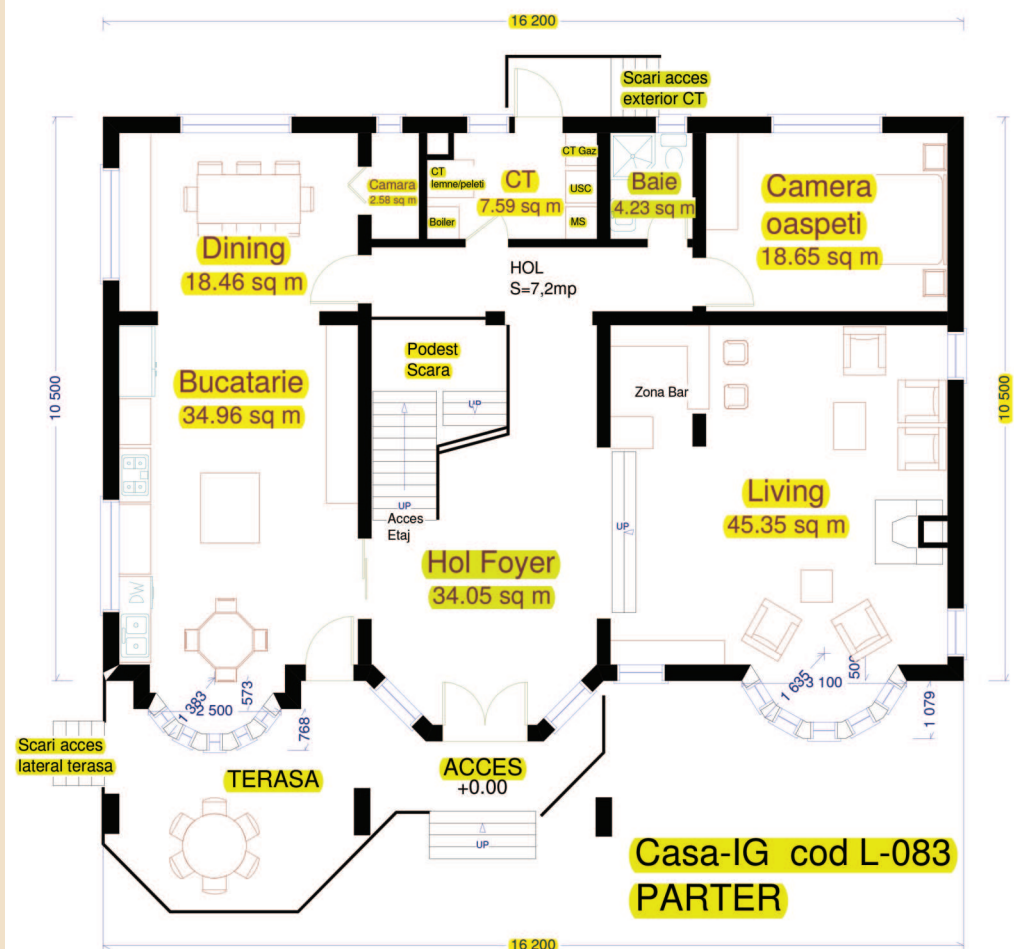 16 200
Scari acces
exterior CT
CT Gaz
CT
lemne/peleti
CT
7.59 sq m
USC
Boiler
MS
Camara
2.58 sq m
Baie
4.23 sq m
Camera
oaspeti
18.65 sq m
Dining
18.46 sq m
HOL
S=7,2mp
10 500
10 500
Podest
Scara
UP
Bucatarie
34.96 sq m
Zona Bar
UP
Acces
Etaj
UP
Living
45.35 sq m
Hol Foyer
34.05 sq m
DW
1 383
2 500
573
768
1 635
3 100
500
1 079
Scari acces
lateral terasa
TERASA
ACCES
+0.00
UP
Casa-IG cod L-083
PARTER
16 200